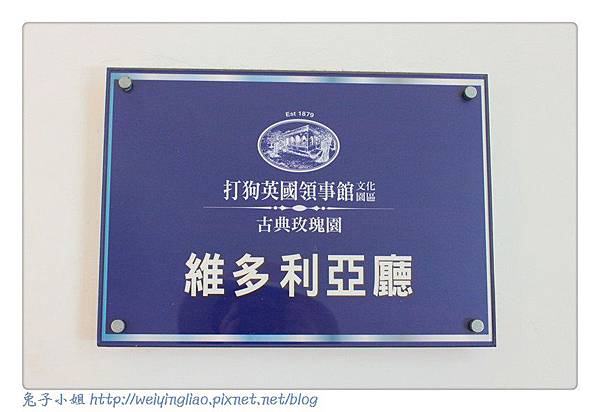 Est 1879
打狗英國領事館文化園區
古典玫瑰園
維多利亞廳
兔子小姐 http://weiyingliao.pixnet.net/blog